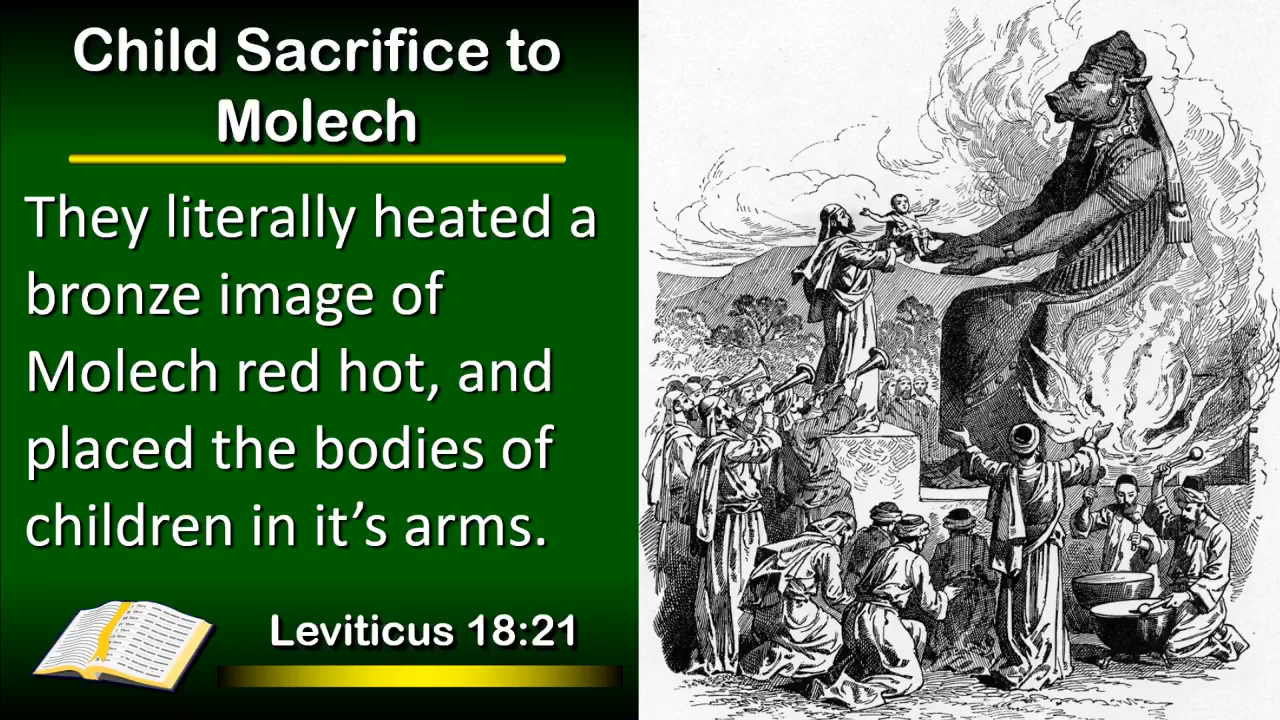 Child Sacrifice to
Molech
They literally heated a
bronze image of
Molech red hot, and
placed the bodies of
children in it’s arms.
Leviticus 18:21